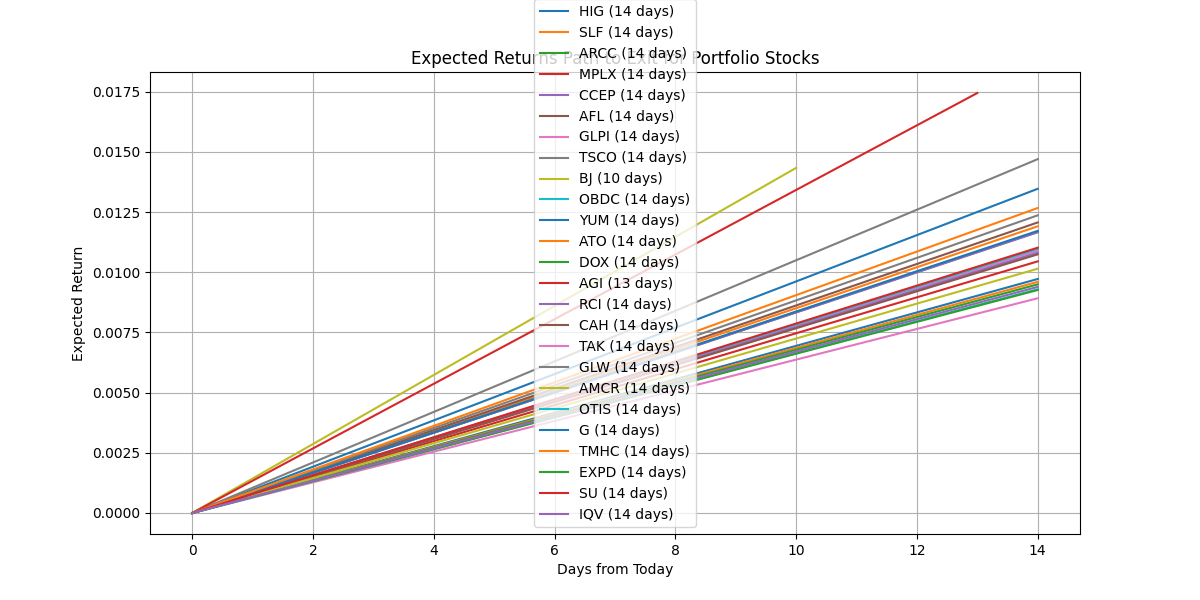 Expected Returns Path to Exit for Portfolio Stocks
HIG (14 days)
SLF (14 days)
ARCC (14 days)
MPLX (14 days)
CCEP (14 days)
AFL (14 days)
GLPI (14 days)
TSCO (14 days)
BJ (10 days)
OBDC (14 days)
YUM (14 days)
ATO (14 days)
DOX (14 days)
AGI (13 days)
RCI (14 days)
CAH (14 days)
TAK (14 days)
GLW (14 days)
AMCR (14 days)
OTIS (14 days)
G (14 days)
TMHC (14 days)
EXPD (14 days)
SU (14 days)
IQV (14 days)
Expected Return
0.0175
0.0150
0.0125
0.0100
0.0075
0.0050
0.0025
0.0000
0 2 4 6 8 10 12 14
Days from Today